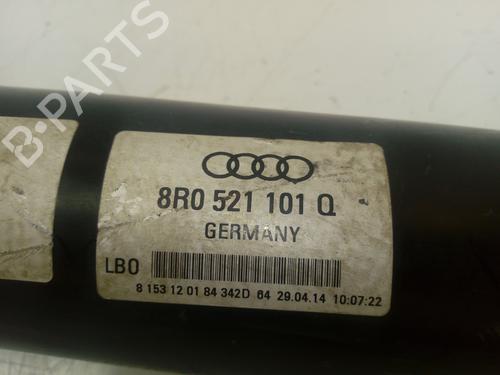 B-PARTS
8R0 521 101 Q
GERMANY
LBO
8 153 12 01 84 342D 64 29.04.14 10:07:22